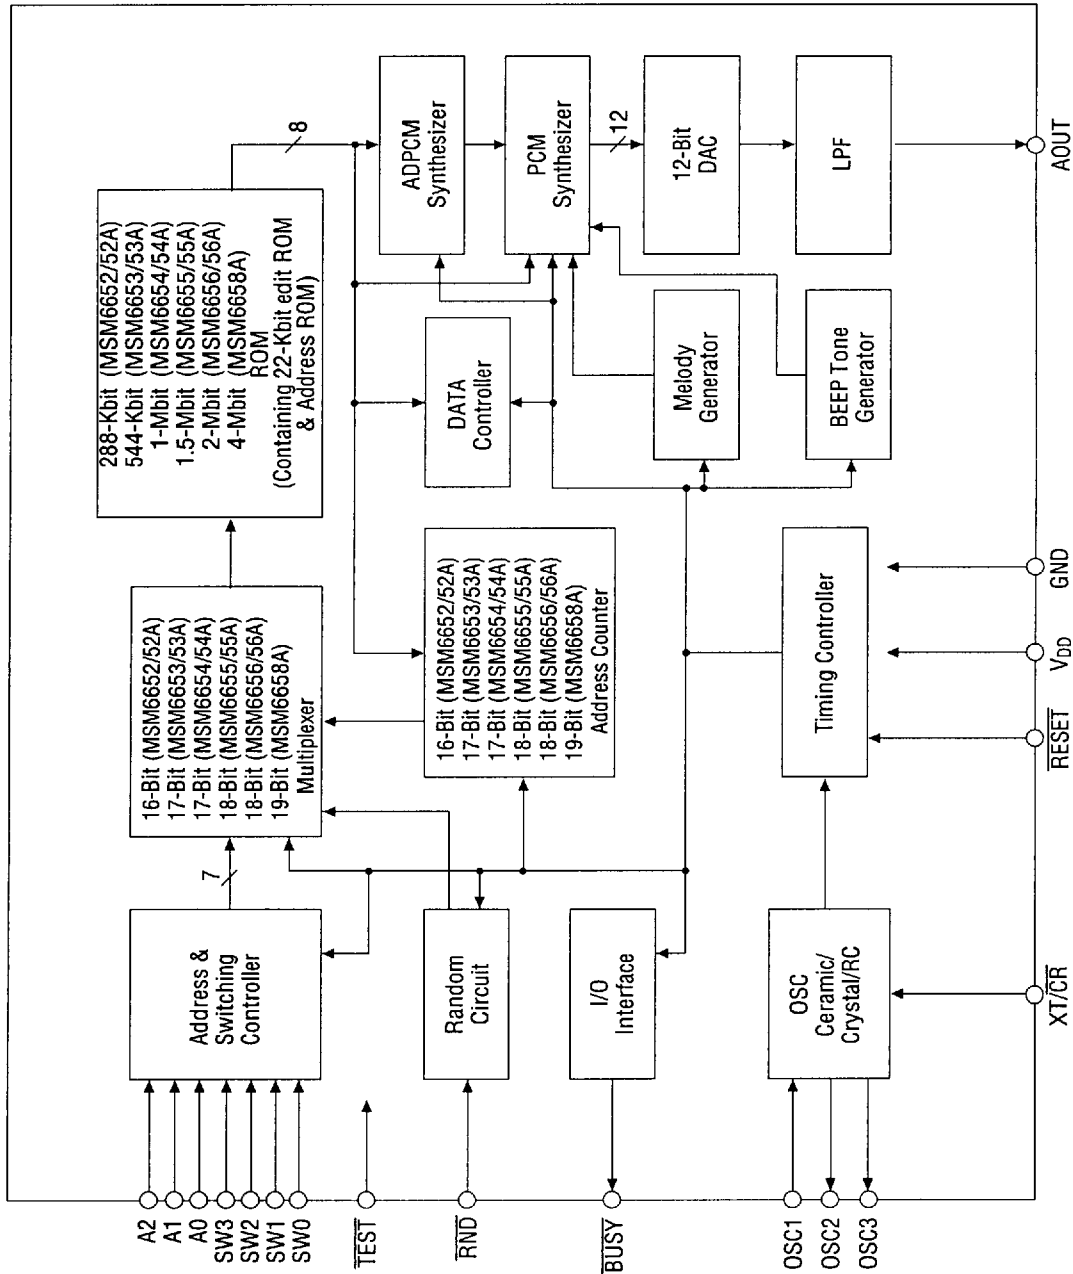 A2
A1
A0
SW3
SW2
SW1
SW0
TEST
RND
BUSY
OSC1
OSC2
OSC3
Address &
Switching
Controller
7
Random
Circuit
I/O
Interface
OSC
Ceramic/
Crystal/RC
16-Bit (MSM6652/52A)
17-Bit (MSM6653/53A)
17-Bit (MSM6654/54A)
18-Bit (MSM6655/55A)
18-Bit (MSM6656/56A)
19-Bit (MSM6658A)
Multiplexer
16-Bit (MSM6652/52A)
17-Bit (MSM6653/53A)
17-Bit (MSM6654/54A)
18-Bit (MSM6655/55A)
18-Bit (MSM6656/56A)
19-Bit (MSM6658A)
Address Counter
Timing Controller
288-Kbit (MSM6652/52A)
544-Kbit (MSM6653/53A)
1-Mbit (MSM6654/54A)
1.5-Mbit (MSM6655/55A)
2-Mbit (MSM6656/56A)
4-Mbit (MSM6658A)
ROM
(Containing 22-Kbit edit ROM
& Address ROM)
DATA
Controller
Melody
Generator
BEEP Tone
Generator
8
ADPCM
Synthesizer
PCM
Synthesizer
12
12-Bit
DAC
LPF
XT/CR
RESET
VDD
GND
AOUT